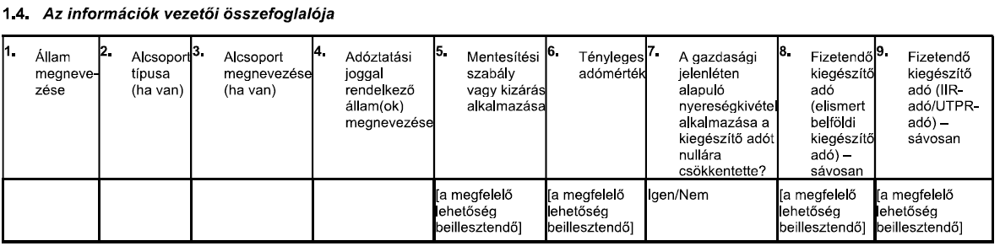 1.4. Az információk vezetői összefoglalója
1. Állam
megneve-
zése
2. Alcsoport
típusa
(ha van)
3. Alcsoport
megnevezése
(ha van)
4. Adóztatási
joggal
rendelkező
állam(ok)
megnevezése
5. Mentesítési
szabály
vagy kizárás
alkalmazása
6. Tényleges
adómérték
7. A gazdasági
jelenléten
alapuló
nyereségkivétel
alkalmazása a
kiegészítő adót
nullára
csökkentette?
8. Fizetendő
kiegészítő
adó
(elismert
belföldi
kiegészítő
adó) –
sávosan
9. Fizetendő
kiegészítő
adó (IIR-
adó/UTPR-
adó) –
sávosan
[a megfelelő
lehetőség
beillesztendő]
[a megfelelő
lehetőség
beillesztendő]
Igen/Nem
[a megfelelő
lehetőség
beillesztendő]
[a megfelelő
lehetőség
beillesztendő]